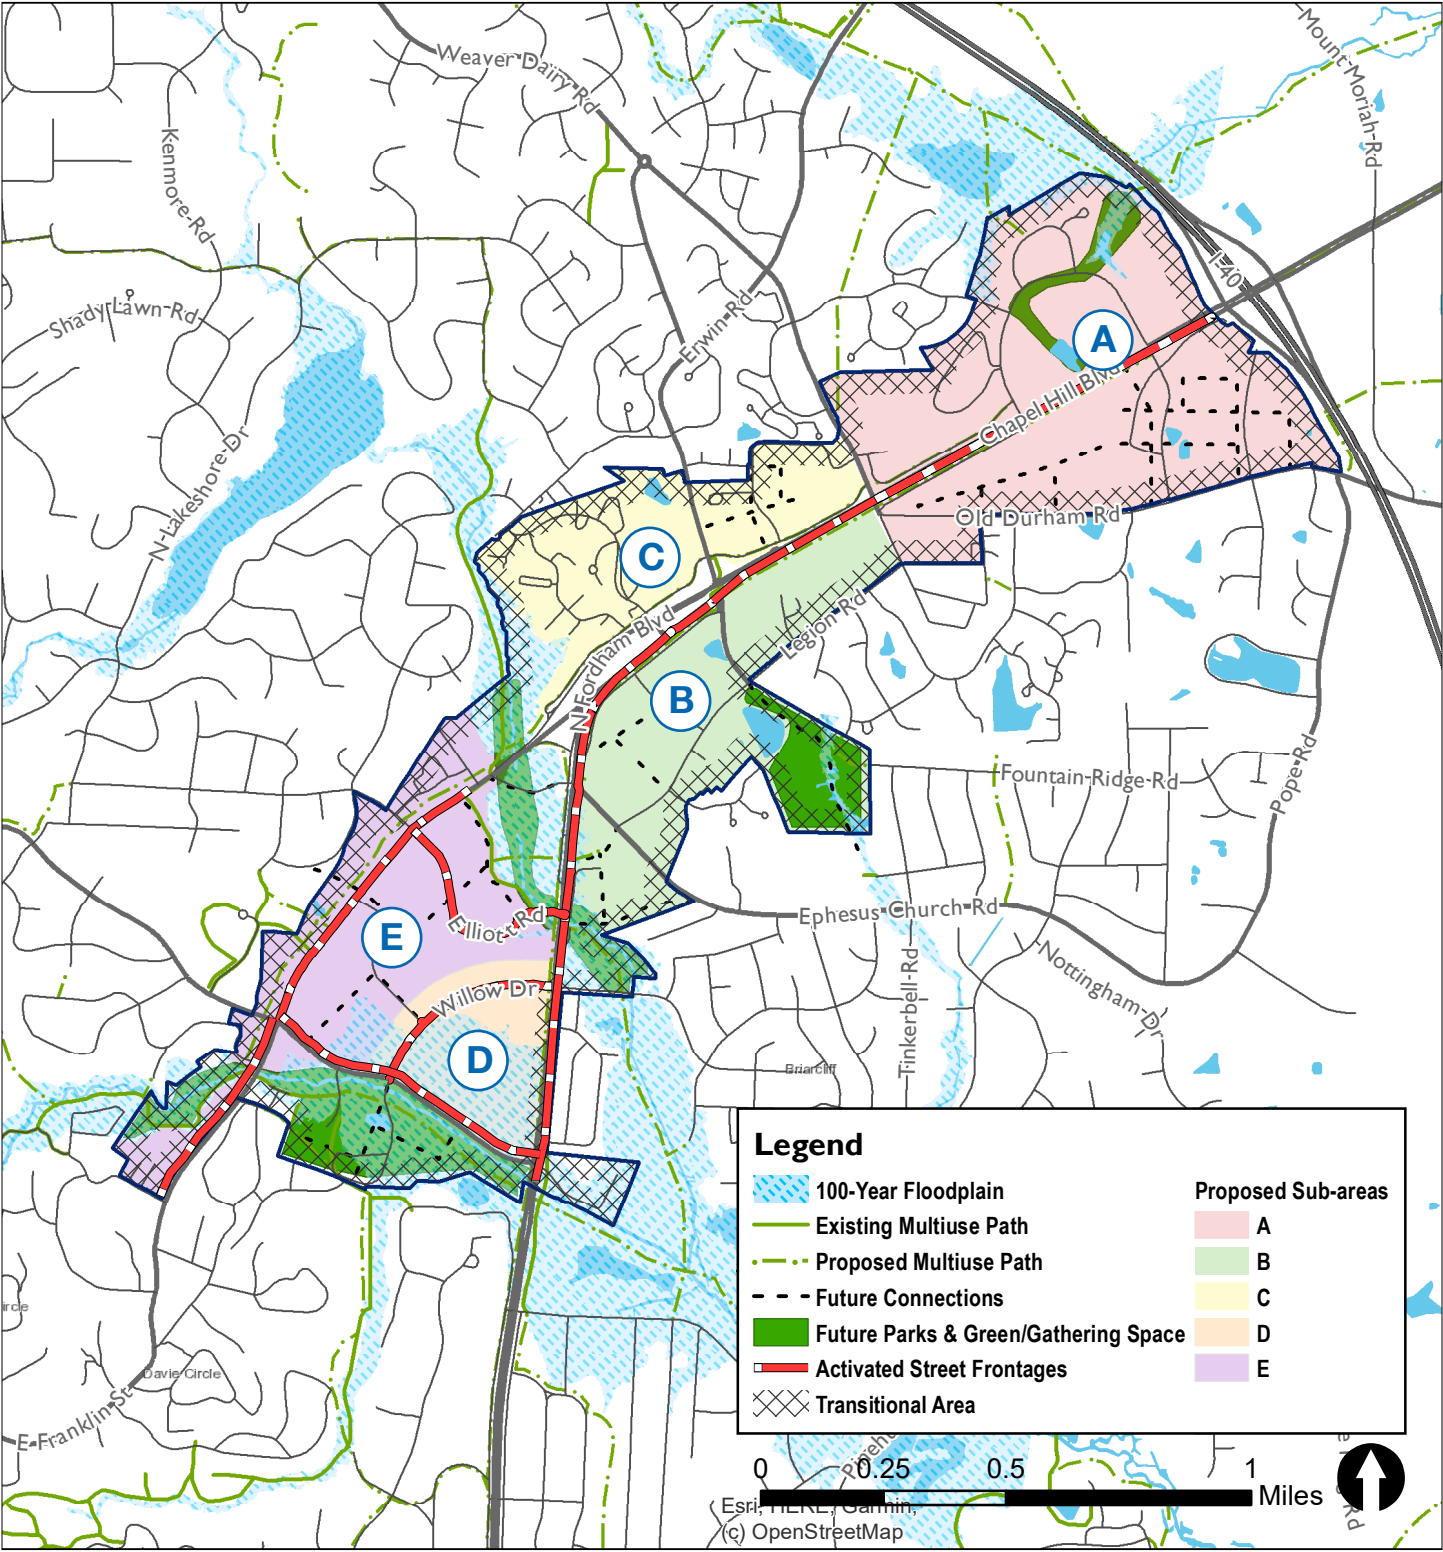 Weaver Dairy Rd
Mount Moriah Rd
Kenmore Rd
I-40
Shady Lawn Rd
Erwin Rd
A
Chapel Hill Blvd
N Lakeshore Dr
Old Durham Rd
C
Legion Rd
N Fordham Blvd
B
Fountain Ridge Rd
Pope Rd
Elliott Rd
Ephesus Church Rd
E
Tinkerbell Rd
Nottingham Dr
Willow Dr
D
Briarcliff
Legend
100-Year Floodplain
Existing Multiuse Path
Proposed Multiuse Path
Future Connections
Future Parks & Green/Gathering Space
Activated Street Frontages
Transitional Area
Proposed Sub-areas
A
B
C
D
E
ircle
Davie Circle
E Franklin St
0 0.25 0.5 1
Miles
Esri, HERE, Garmin,
(c) OpenStreetMap